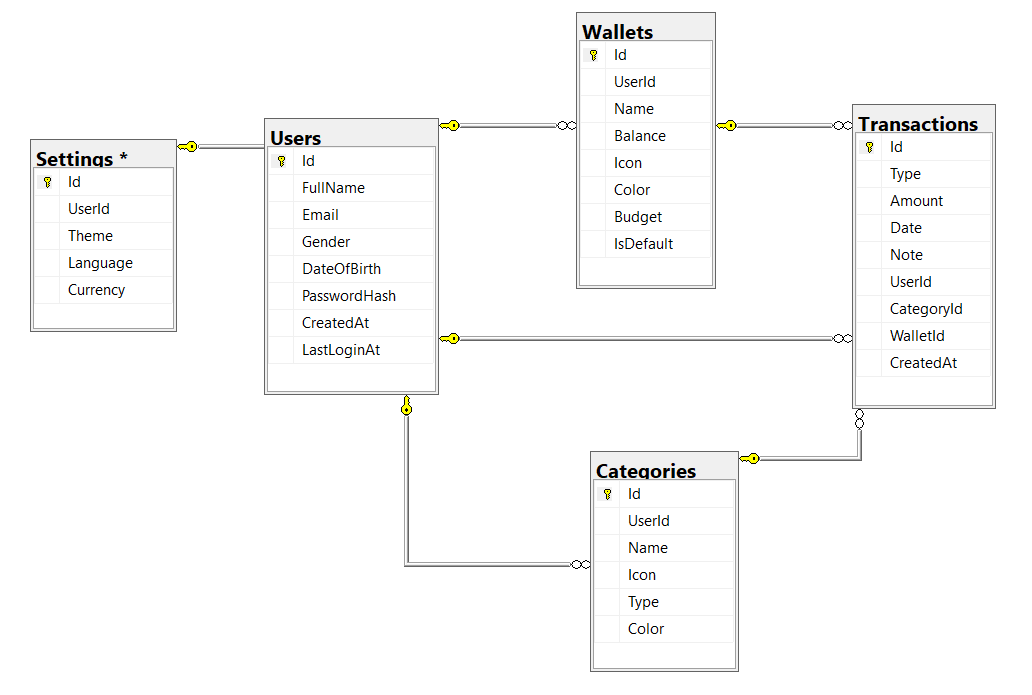 Settings *
Id
UserId
Theme
Language
Currency
Users
Id
FullName
Email
Gender
DateOfBirth
PasswordHash
CreatedAt
LastLoginAt
Wallets
Id
UserId
Name
Balance
Icon
Color
Budget
IsDefault
Transactions
Id
Type
Amount
Date
Note
UserId
CategoryId
WalletId
CreatedAt
Categories
Id
UserId
Name
Icon
Type
Color